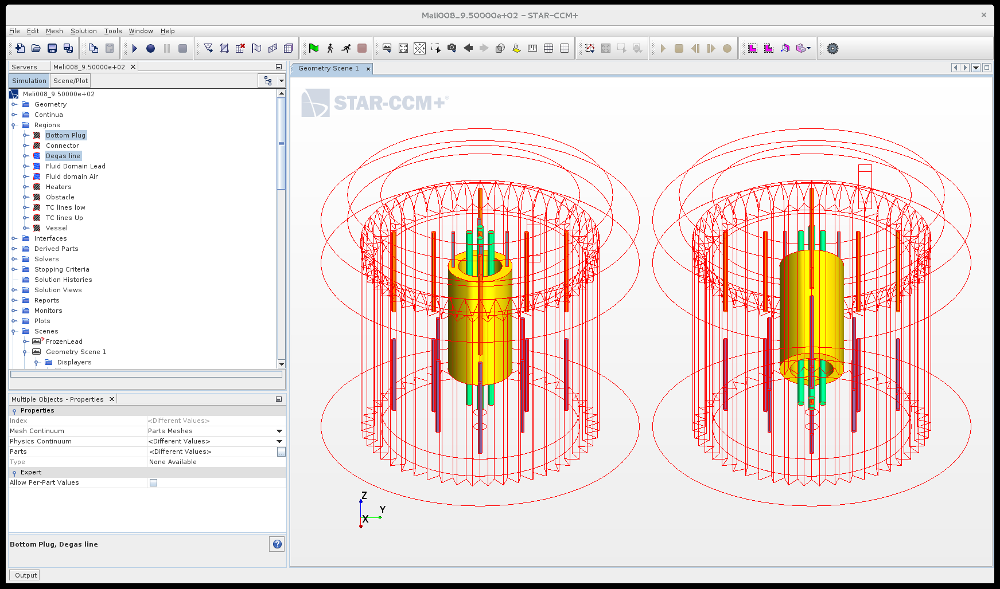 Meli008_9.50000e+02 - STAR-CCM+
File Edit Mesh Solution Tools Window Help
Servers
Meli008_9.50000e+02
Simulation
Scene/Plot
Meli008_9.50000e+02
Geometry
Continua
Regions
Bottom Plug
Connector
Degas line
Fluid Domain Lead
Fluid domain Air
Heaters
Obstacle
TC lines low
TC lines Up
Vessel
Interfaces
Derived Parts
Solvers
Stopping Criteria
Solution Histories
Solution Views
Reports
Monitors
Plots
Scenes
FrozenLead
Geometry Scene 1
Displayers
Multiple Objects - Properties
Properties
Index <Different Values>
Mesh Continuum Parts Meshes
Physics Continuum <Different Values>
Parts <Different Values>
...
Type None Available
Expert
Allow Per-Part Values
Bottom Plug, Degas line
?
Output
Geometry Scene 1
STAR-CCM+®
Z
Y
X